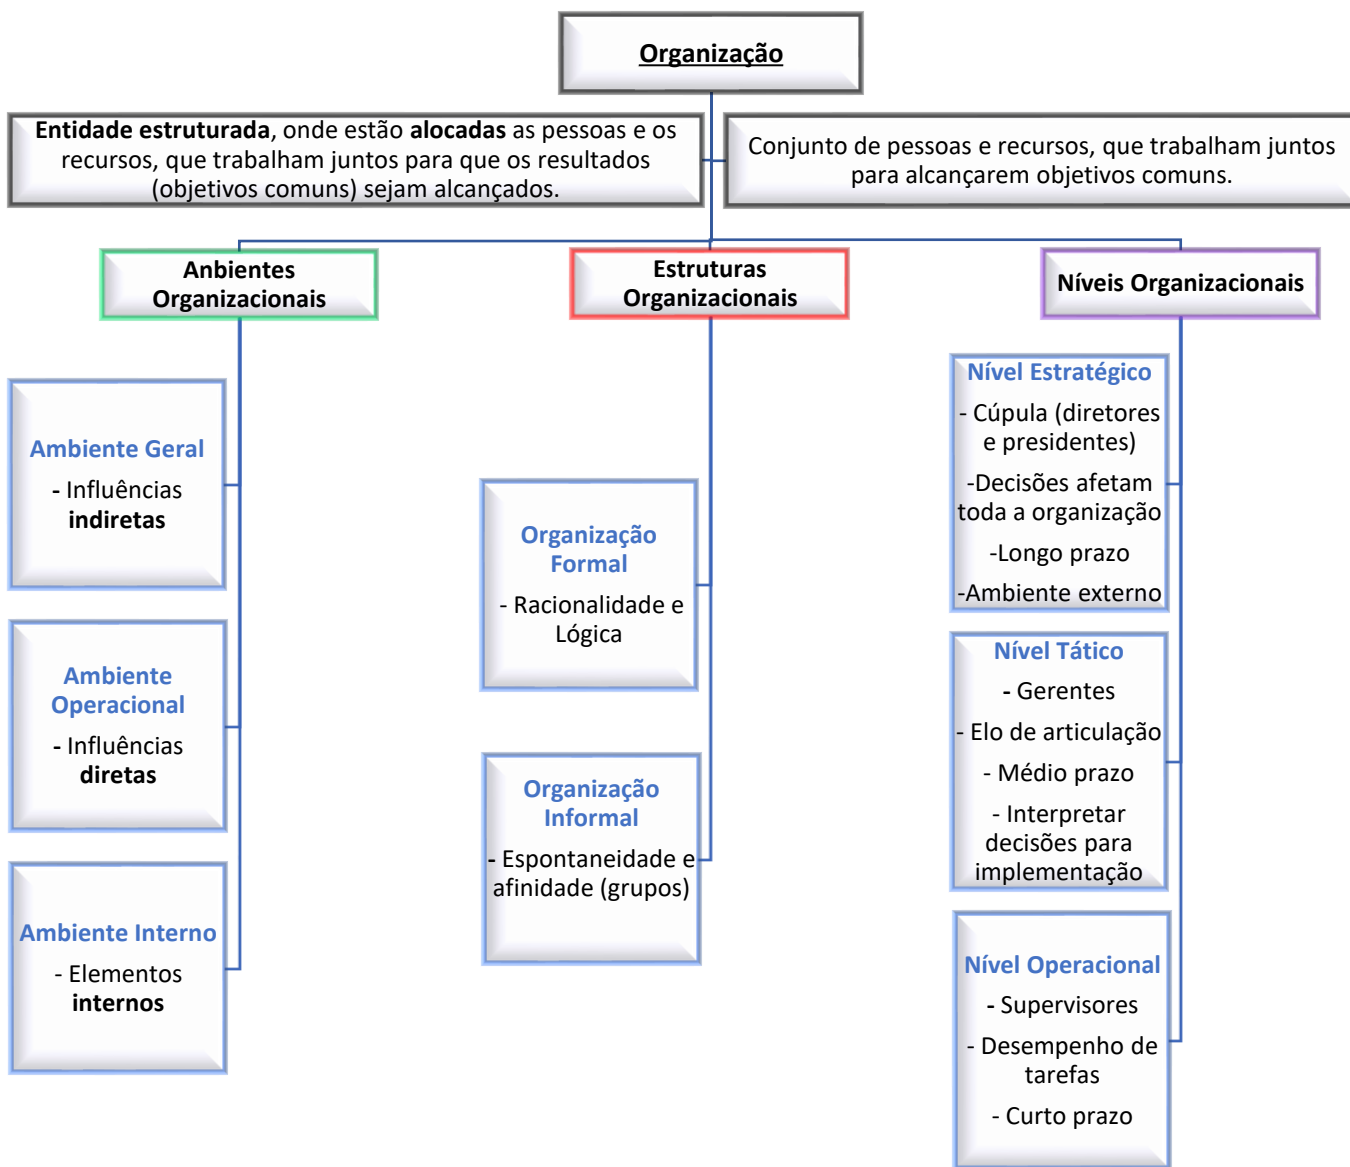 Organização
Entidade estruturada, onde estão alocadas as pessoas e os
recursos, que trabalham juntos para que os resultados
(objetivos comuns) sejam alcançados.
Conjunto de pessoas e recursos, que trabalham juntos
para alcançarem objetivos comuns.
Anbientes
Organizacionais
Ambiente Geral
- Influências
indiretas
Ambiente
Operacional
- Influências
diretas
Ambiente Interno
- Elementos
internos
Estruturas
Organizacionais
Organização
Formal
- Racionalidade e
Lógica
Organização
Informal
- Espontaneidade e
afinidade (grupos)
Níveis Organizacionais
Nível Estratégico
- Cúpula (diretores
e presidentes)
-Decisões afetam
toda a organização
-Longo prazo
-Ambiente externo
Nível Tático
- Gerentes
- Elo de articulação
- Médio prazo
- Interpretar
decisões para
implementação
Nível Operacional
- Supervisores
- Desempenho de
tarefas
- Curto prazo